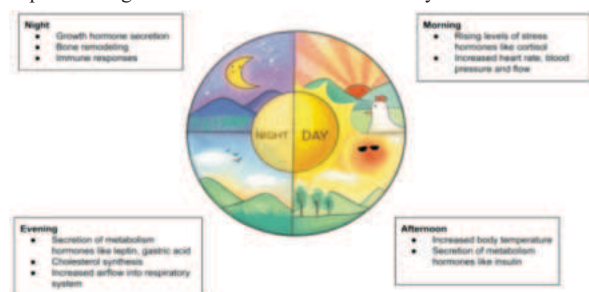 Night
● Growth hormone secretion
● Bone remodeling
● Immune responses
Morning
● Rising levels of stress
hormones like cortisol
● Increased heart rate, blood
pressure and flow
NIGHT
DAY
Evening
● Secretion of metabolism
hormones like leptin, gastric acid
● Cholesterol synthesis
● Increased airflow into respiratory
system
Afternoon
● Increased body temperature
● Secretion of metabolism
hormones like insulin